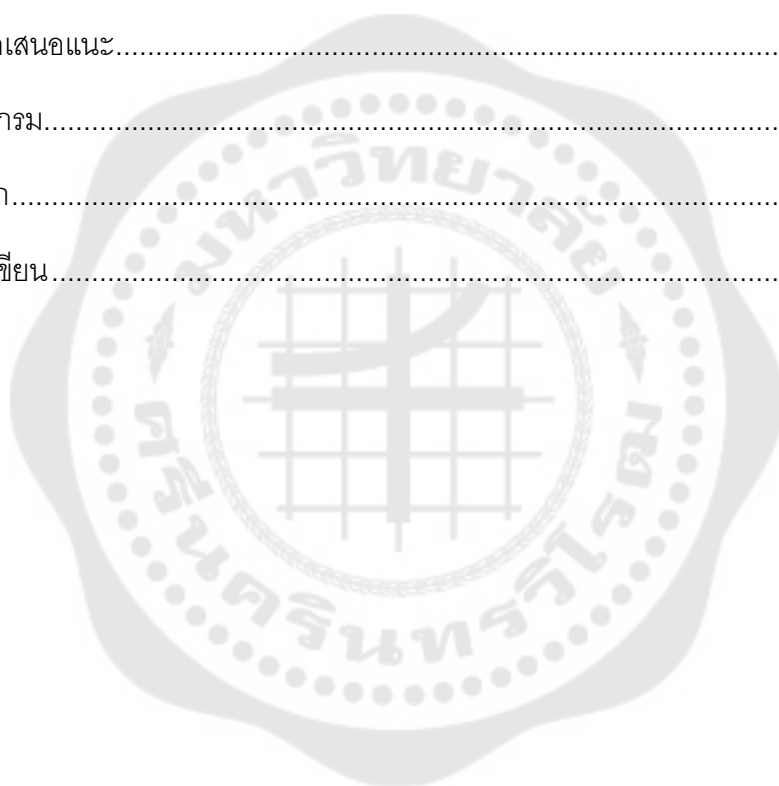 เสนอแนะ................................................................................
กรม...........................................................................................
ก...............................................................................................
ขียน..........................................................................................
มหาวิทยาลัย
ศรีนครินทรวิโรฒ